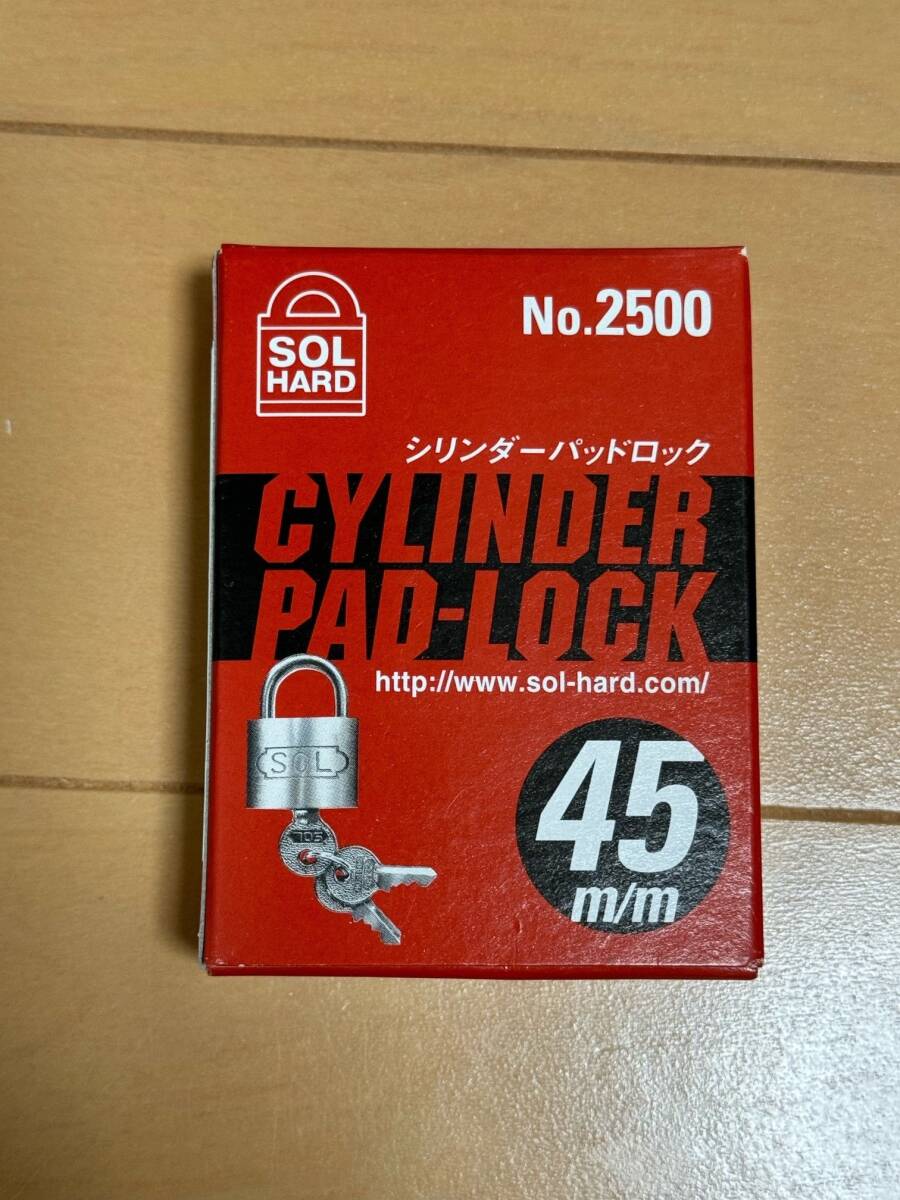 SOL
HARD
No.2500
シリンダーパッドロック
CYLINDER
PAD-LOCK
http://www.sol-hard.com/
SOL
SOL
45
m/m